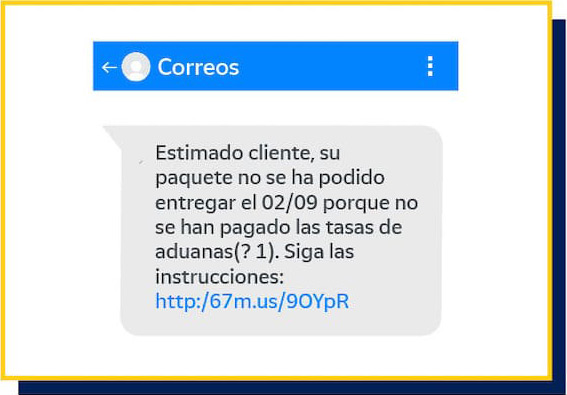 Correos
Estimado cliente, su
paquete no se ha podido
entregar el 02/09 porque no
se han pagado las tasas de
aduanas(? 1). Siga las
instrucciones:
http:/67m.us/9OYpR